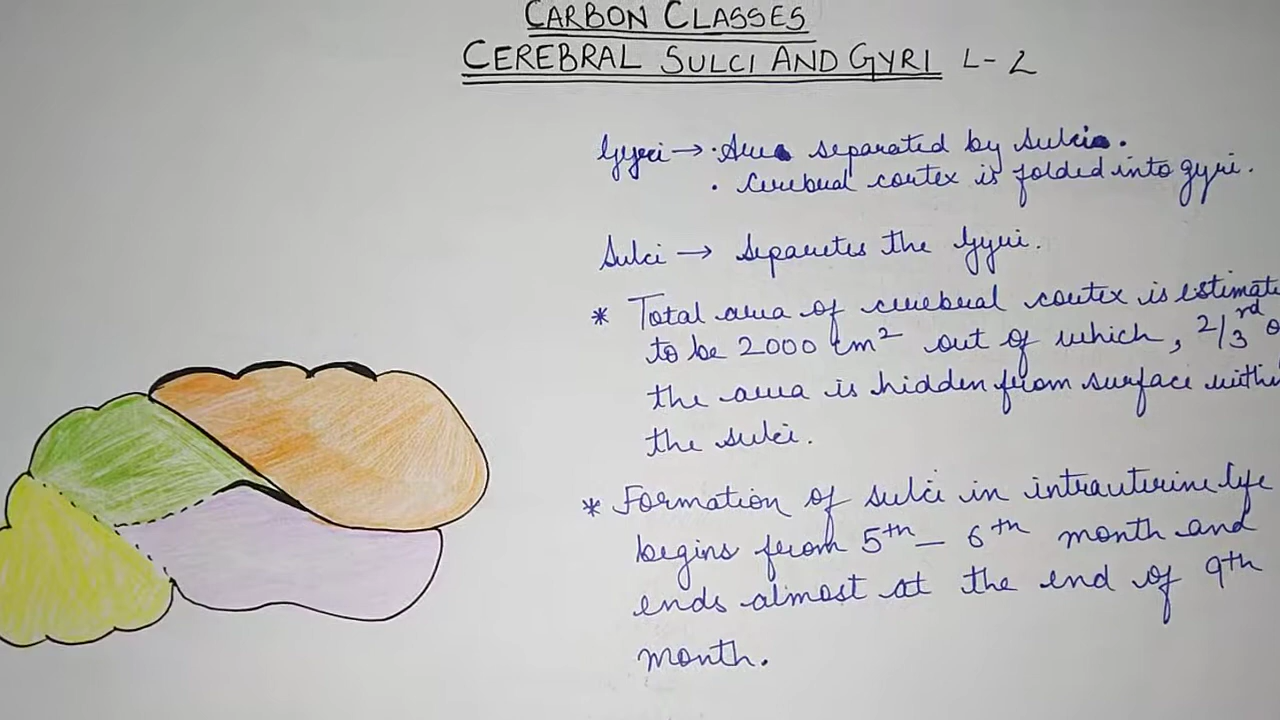 CARBON CLASSES
CEREBRAL SULCI AND GYRI L-2
Gyri → · Area separated by sulci.
· Cerebral cortex is folded into gyri.
Sulci → Separetes the Gyri.
* Total area of cerebral cortex is estimate
to be 2000 cm² out of which, 2/3rd o
the area is hidden from surface withi
the sulci.
* Formation of sulci in intrauterine life
begins from 5th - 6th month and
ends almost at the end of 9th
month.